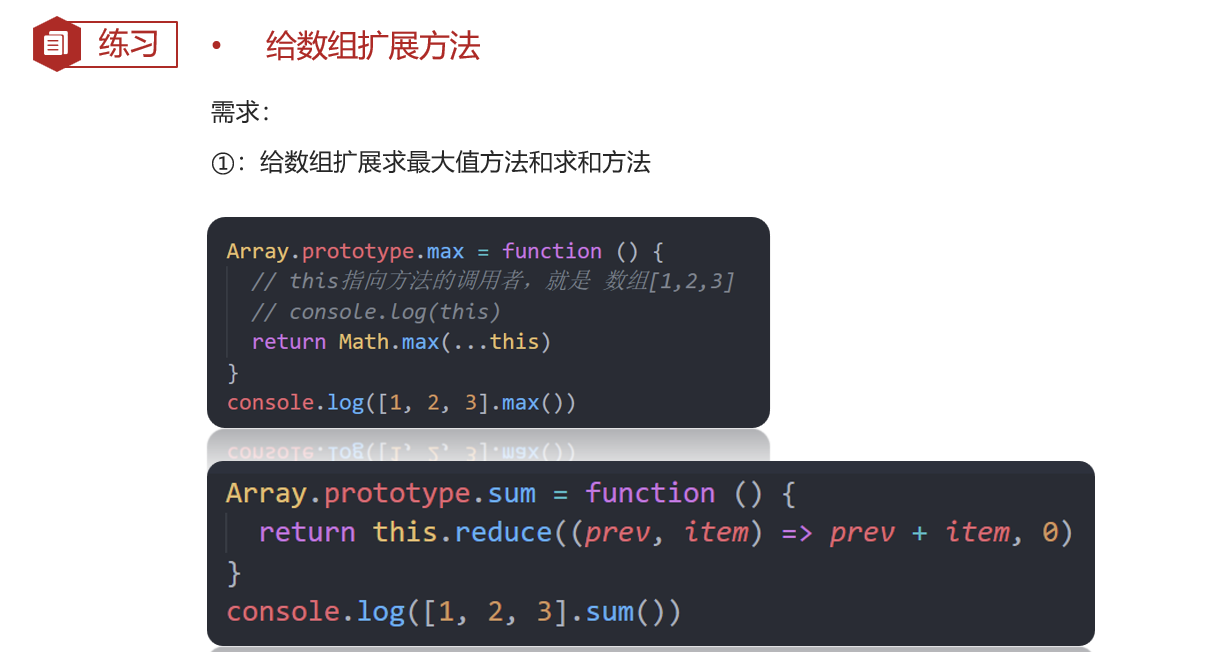 练习
• 给数组扩展方法
需求：
①：给数组扩展求最大值方法和求和方法
Array.prototype.max = function () {
  // this指向方法的调用者，就是 数组[1,2,3]
  // console.log(this)
  return Math.max(...this)
}
console.log([1, 2, 3].max())
Array.prototype.sum = function () {
  return this.reduce((prev, item) => prev + item, 0)
}
console.log([1, 2, 3].sum())